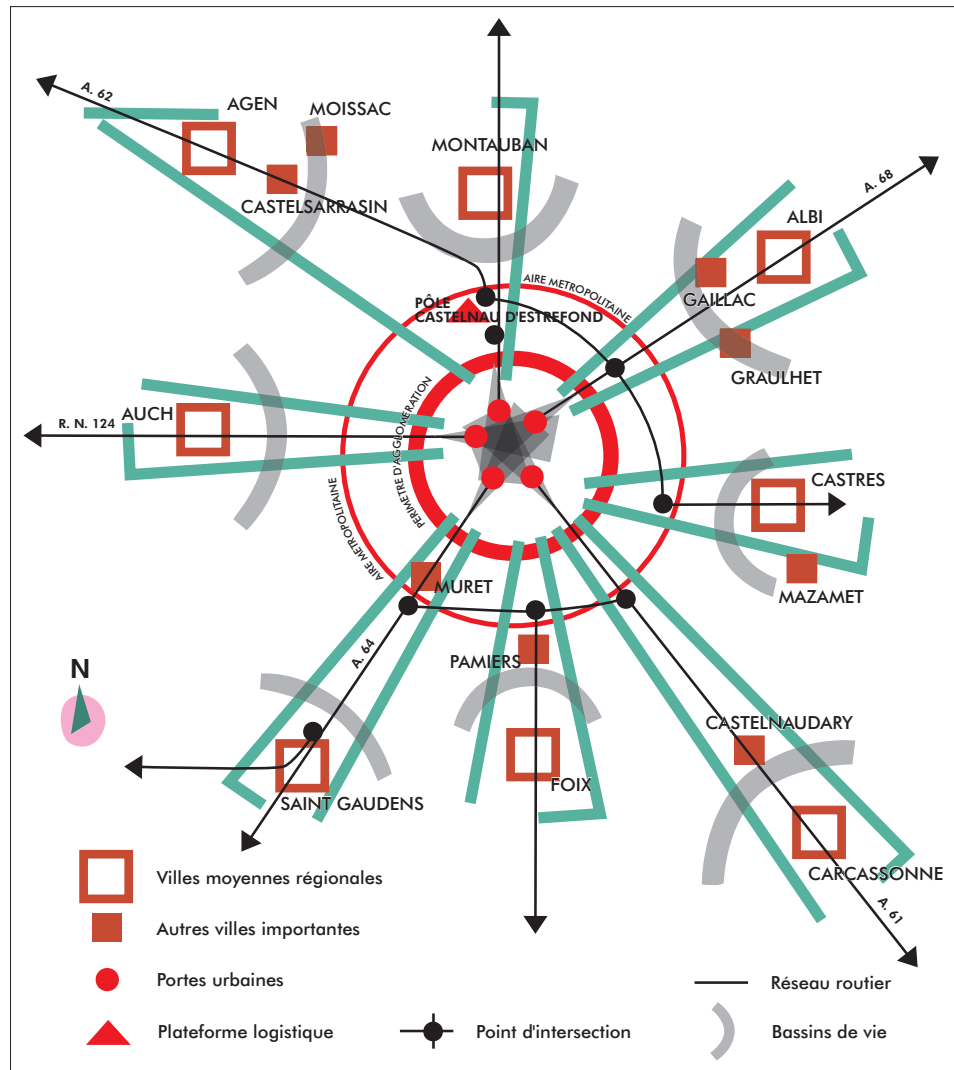 A. 62
AGEN
MOISSAC
CASTELSARRASIN
MONTAUBAN
A. 68
ALBI
GAILLAC
GRAULHET
AIRE METROPOLITAINE
PÔLE
CASTELNAU D'ESTREFOND
PERIMETRE D'AGGLOMERATION
AIRE METROPOLITAINE
AUCH
R. N. 124
CASTRES
MAZAMET
MURET
A. 64
PAMIERS
N
CASTELNAUDARY
SAINT GAUDENS
FOIX
CARCASSONNE
A. 61
Villes moyennes régionales
Autres villes importantes
Portes urbaines
Réseau routier
Plateforme logistique
Point d'intersection
Bassins de vie